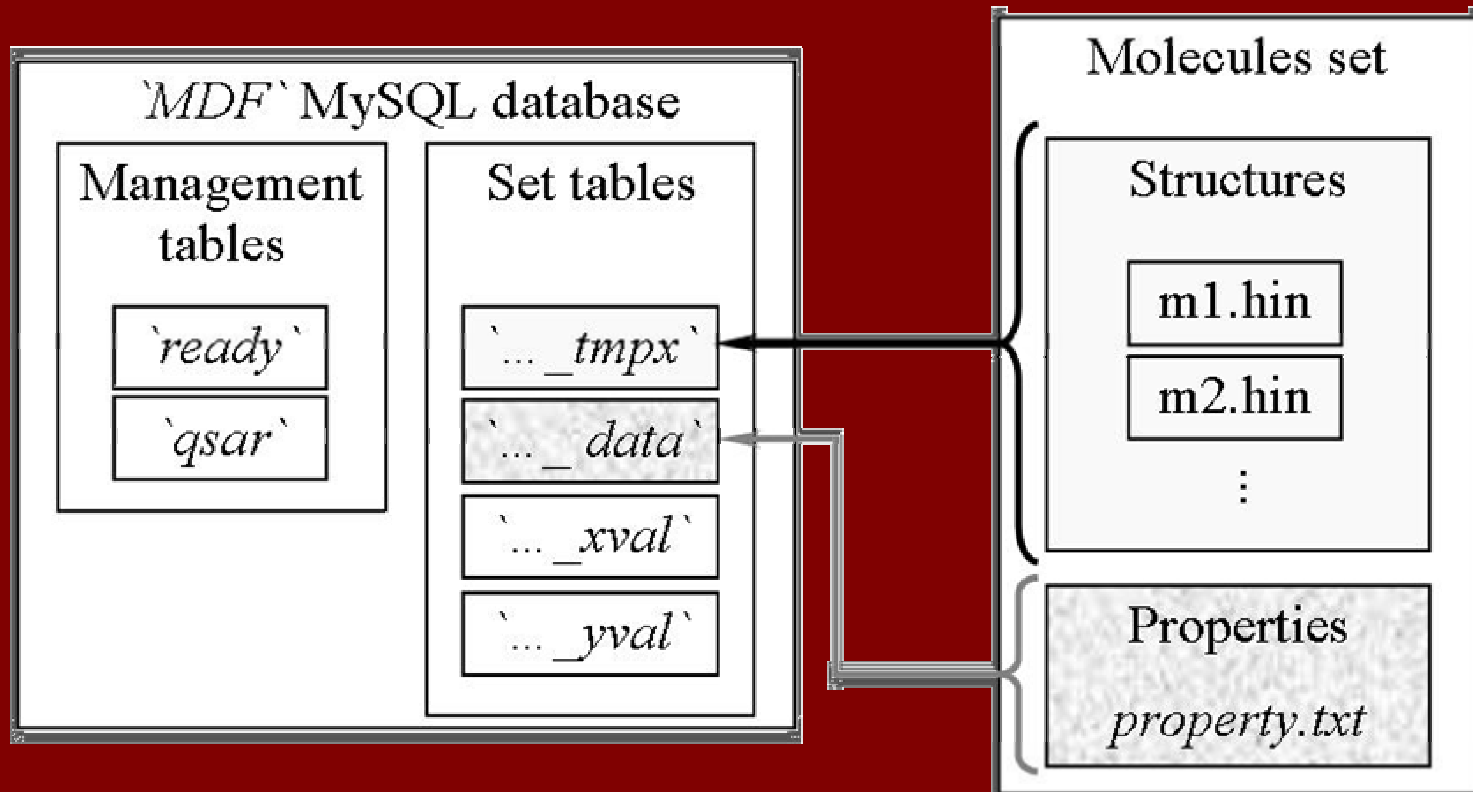 `MDF` MySQL database
Management
tables
`ready`
`qsar`
Set tables
`... _tmpx`
`... _ data`
`... _xval`
`... _yval`
Molecules set
Structures
m1.hin
m2.hin
⋮
Properties
property.txt